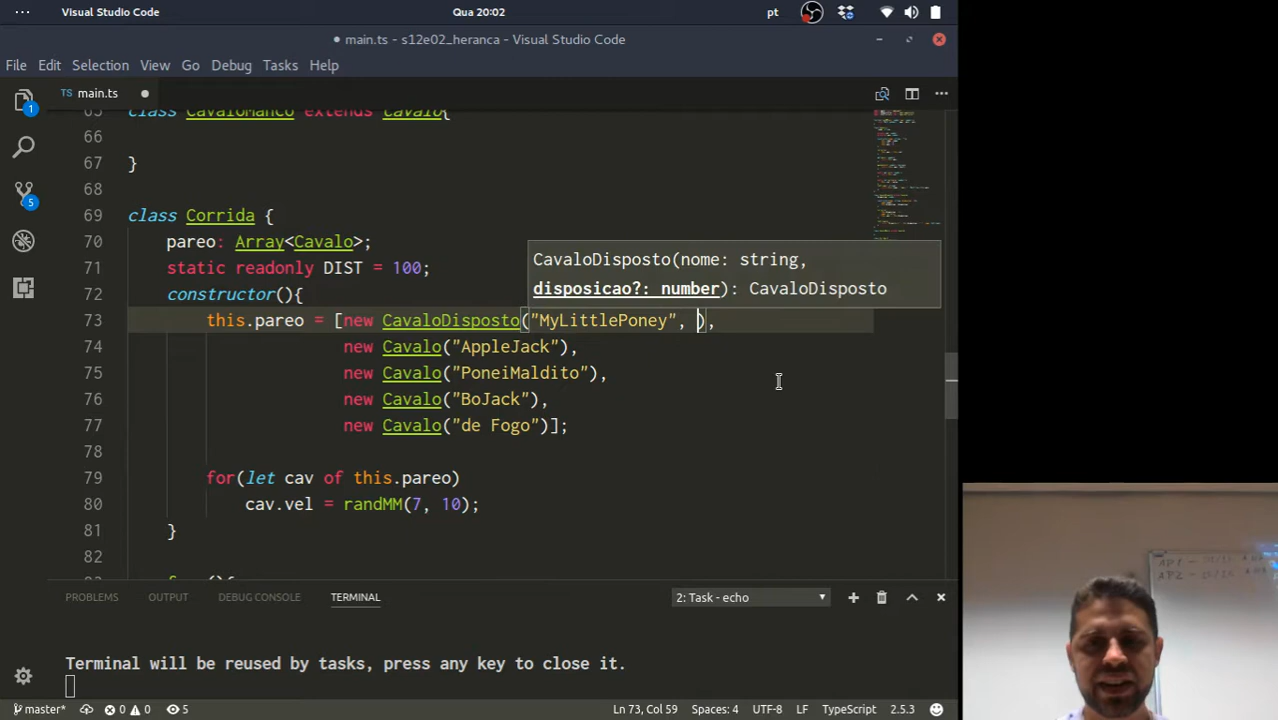 Visual Studio Code
Qua 20:02
pt
main.ts - s12e02_heranca - Visual Studio Code
File Edit Selection View Go Debug Tasks Help
TS main.ts
65 class CavaloManco extends Cavalo{
66
67 }
68
69 class Corrida {
70 pareo: Array<Cavalo>;
71 static readonly DIST = 100;
72 constructor(){
CavaloDisposto(nome: string,
disposicao?: number): CavaloDisposto
73 this.pareo = [new CavaloDisposto("MyLittlePoney", ),
74 new Cavalo("AppleJack"),
75 new Cavalo("PoneiMaldito"),
76 new Cavalo("BoJack"),
77 new Cavalo("de Fogo")];
78
79 for(let cav of this.pareo)
80 cav.vel = randMM(7, 10);
81 }
82
1
5
PROBLEMS OUTPUT DEBUG CONSOLE TERMINAL 2: Task - echo
Terminal will be reused by tasks, press any key to close it.
master* 0 0 5 Ln 73, Col 59 Spaces: 4 UTF-8 LF TypeScript 2.5.3